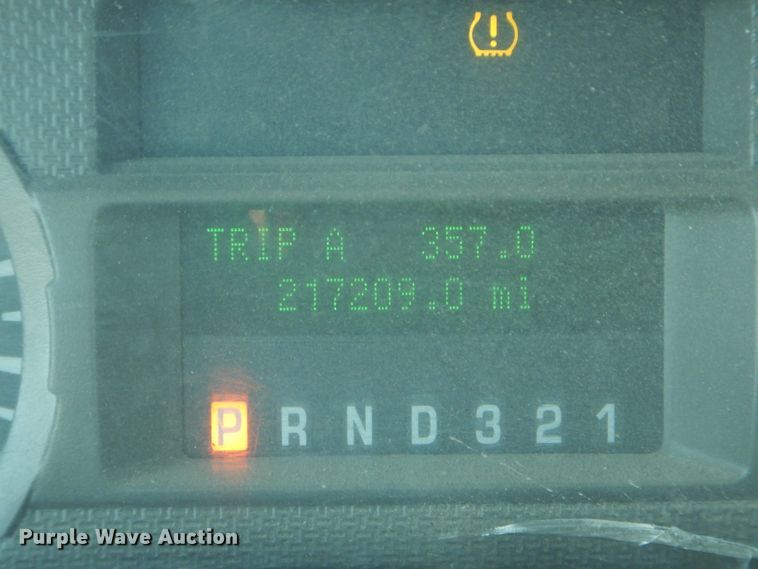 TRIP A 357.0
217209.0 mi
P R N D 3 2 1
Purple Wave Auction